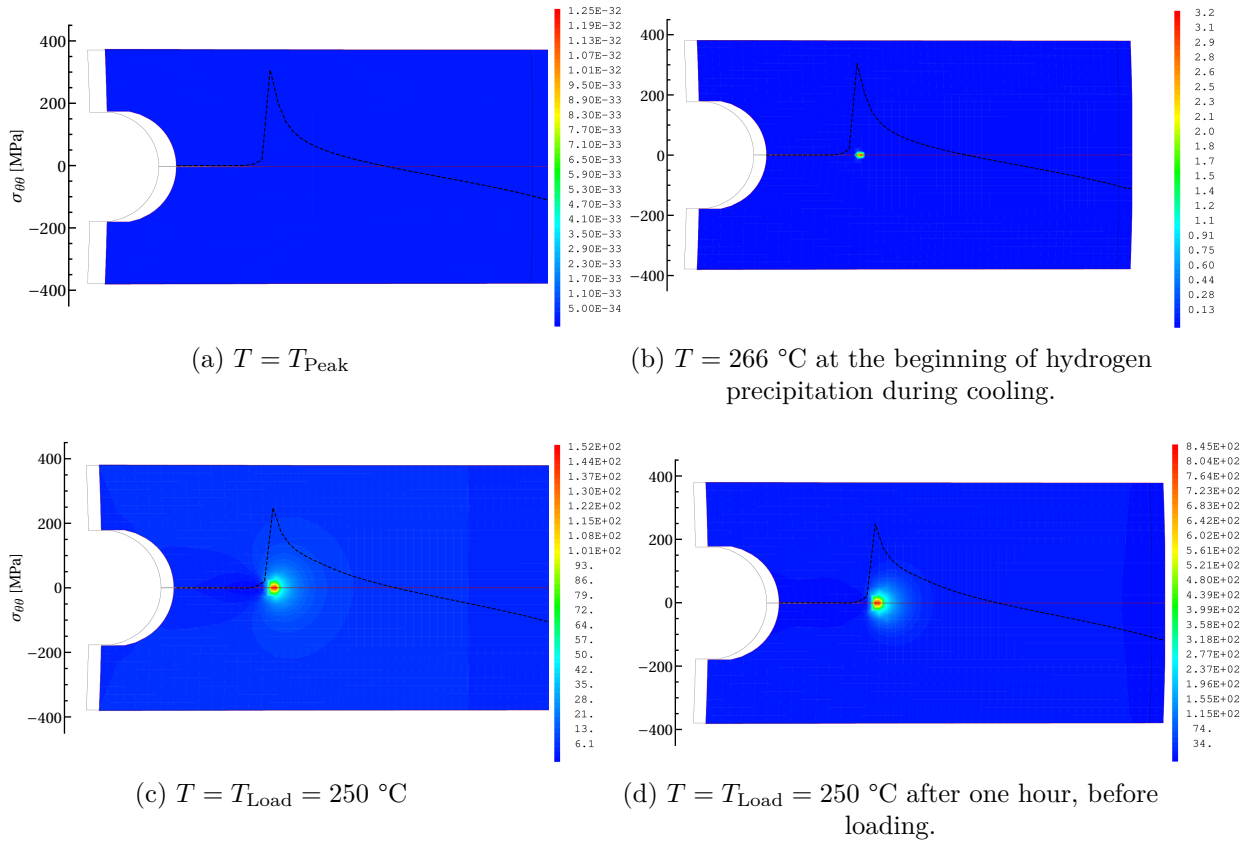 400
200
0
−200
−400
σθθ [MPa]
1.25E-32
1.19E-32
1.13E-32
1.07E-32
1.01E-32
9.50E-33
8.90E-33
8.30E-33
7.70E-33
7.10E-33
6.50E-33
5.90E-33
5.30E-33
4.70E-33
4.10E-33
3.50E-33
2.90E-33
2.30E-33
1.70E-33
1.10E-33
5.00E-34
(a) T = TPeak
400
200
0
−200
−400
3.2
3.1
2.9
2.8
2.6
2.5
2.3
2.1
2.0
1.8
1.7
1.5
1.4
1.2
1.1
0.91
0.75
0.60
0.44
0.28
0.13
(b) T = 266 °C at the beginning of hydrogen
precipitation during cooling.
400
200
0
−200
−400
σθθ [MPa]
1.52E+02
1.44E+02
1.37E+02
1.30E+02
1.23E+02
1.15E+02
1.08E+02
1.01E+02
93.
86.
79.
71.
64.
57.
50.
42.
35.
28.
21.
13.
6.1
(c) T = TLoad = 250 °C
400
200
0
−200
−400
8.45E+02
8.04E+02
7.64E+02
7.23E+02
6.83E+02
6.42E+02
6.02E+02
5.61E+02
5.21E+02
4.80E+02
4.39E+02
3.99E+02
3.58E+02
3.18E+02
2.77E+02
2.37E+02
1.96E+02
1.55E+02
1.15E+02
74.
34.
(d) T = TLoad = 250 °C after one hour, before
loading.